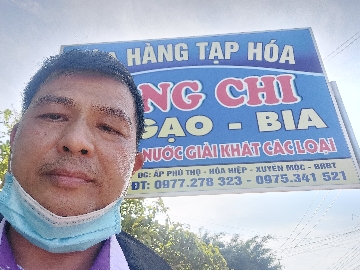 HÀNG TẠP HÓA
NG CHI
GẠO - BIA
NƯỚC GIẢI KHÁT CÁC LOẠI
ĐC: ẤP PHÚ THỌ - HÒA HIỆP - XUYÊN MỘC - BRVT
ĐT: 0977.278 323 - 0975.341 521